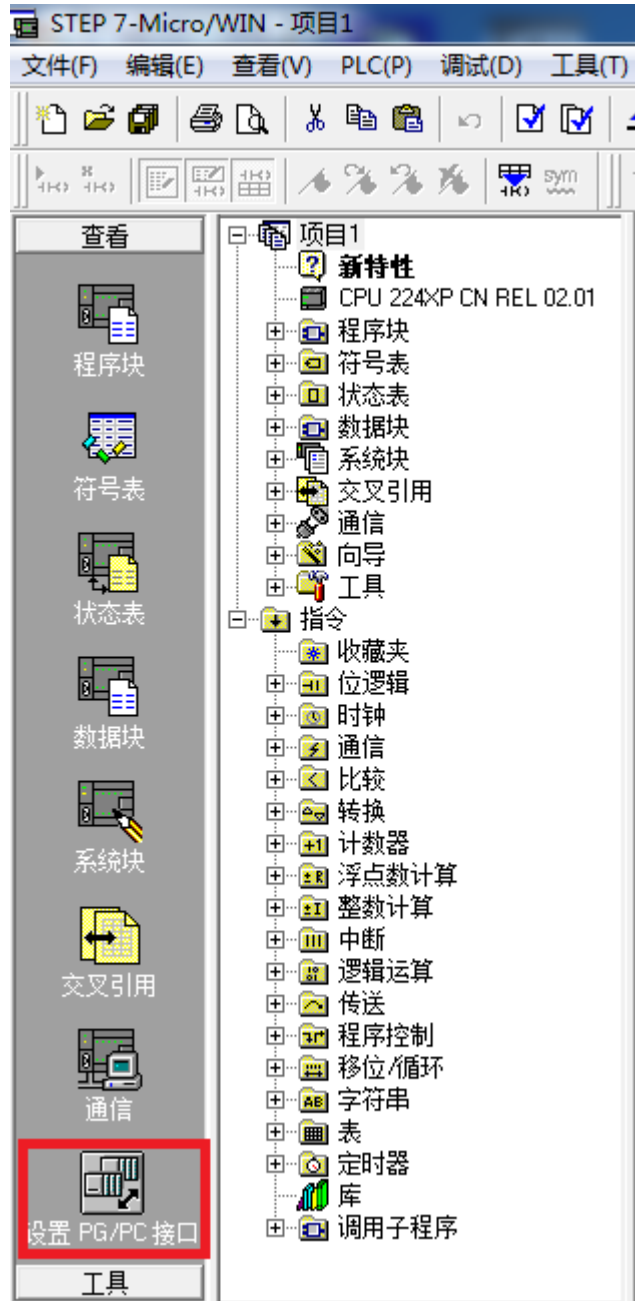 STEP 7-Micro/WIN - 项目1
文件(F) 编辑(E) 查看(V) PLC(P) 调试(D) 工具(T)
sym
查看
程序块
符号表
状态表
数据块
系统块
交叉引用
通信
设置 PG/PC 接口
工具
项目1
新特性
CPU 224XP CN REL 02.01
程序块
符号表
状态表
数据块
系统块
交叉引用
通信
向导
工具
指令
收藏夹
位逻辑
时钟
通信
比较
转换
计数器
浮点数计算
整数计算
中断
逻辑运算
传送
程序控制
移位/循环
字符串
表
定时器
库
调用子程序